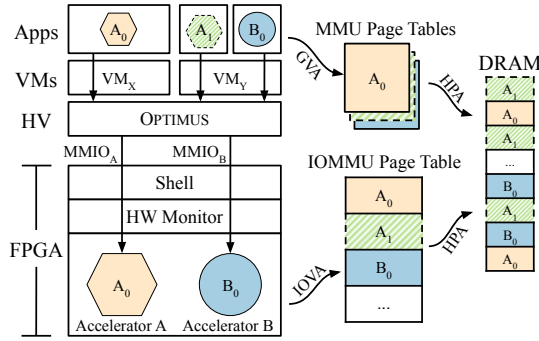 Apps
A0
A1
B0
MMU Page Tables
GVA
A0
HPA
DRAM
VMs
VMX
VMY
HV
OPTIMUS
MMIOA
MMIOB
FPGA
Shell
HW Monitor
A0
B0
Accelerator A
Accelerator B
IOVA
IOMMU Page Table
A0
A1
B0
...
HPA
A1
A0
A1
...
B0
A1
B0
A0